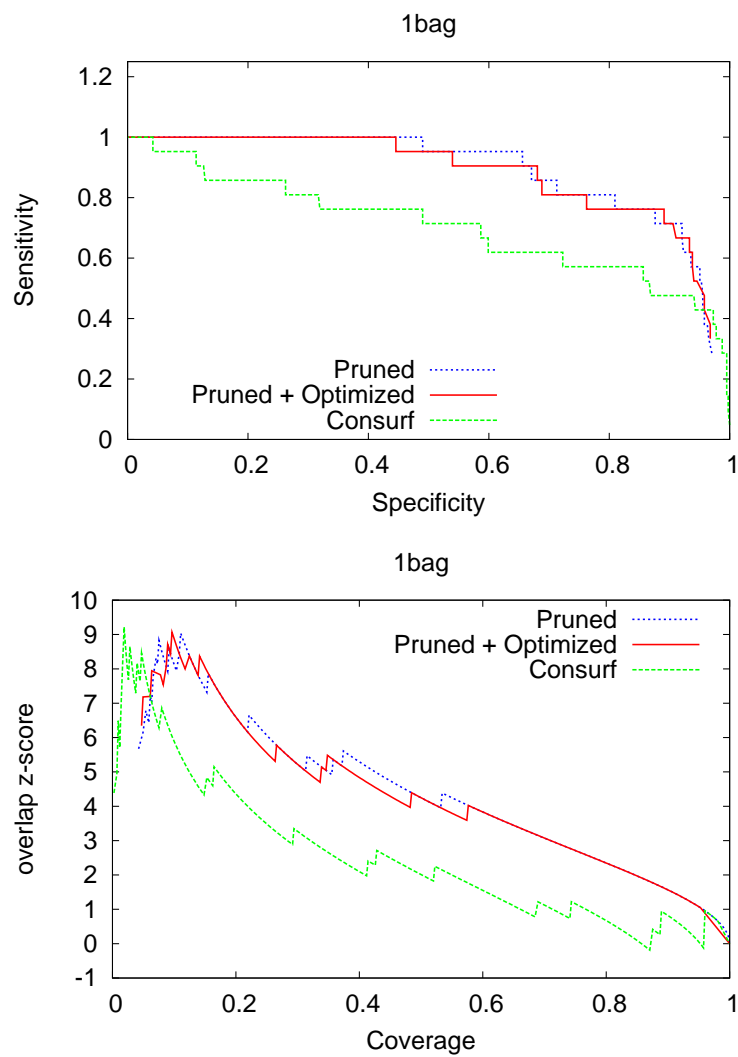 1bag
1.2
1
0.8
0.6
0.4
0.2
0
Sensitivity
Pruned
Pruned + Optimized
Consurf
0 0.2 0.4 0.6 0.8 1
Specificity
1bag
10
9
8
7
6
5
4
3
2
1
0
-1
overlap z-score
Pruned
Pruned + Optimized
Consurf
0 0.2 0.4 0.6 0.8 1
Coverage